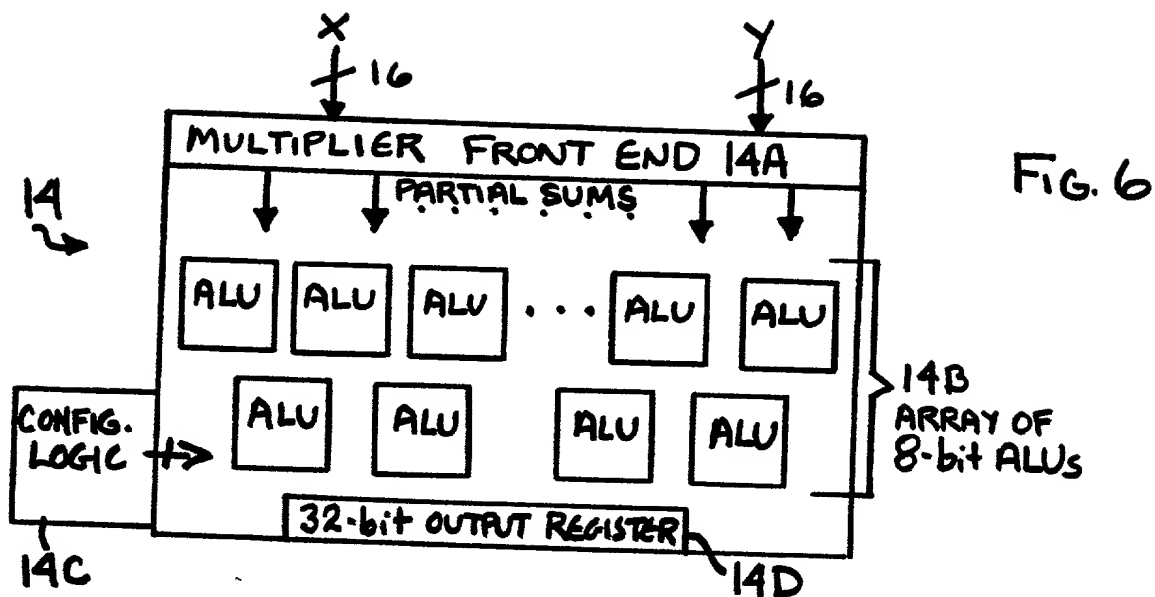 X
Y
16
16
MULTIPLIER FRONT END 14A
FIG. 6
PARTIAL SUMS
14
ALU ALU ALU . . . ALU ALU
14B
ARRAY OF
8-bit ALUs
ALU ALU ALU ALU
CONFIG.
LOGIC
32-bit OUTPUT REGISTER
14C
14D